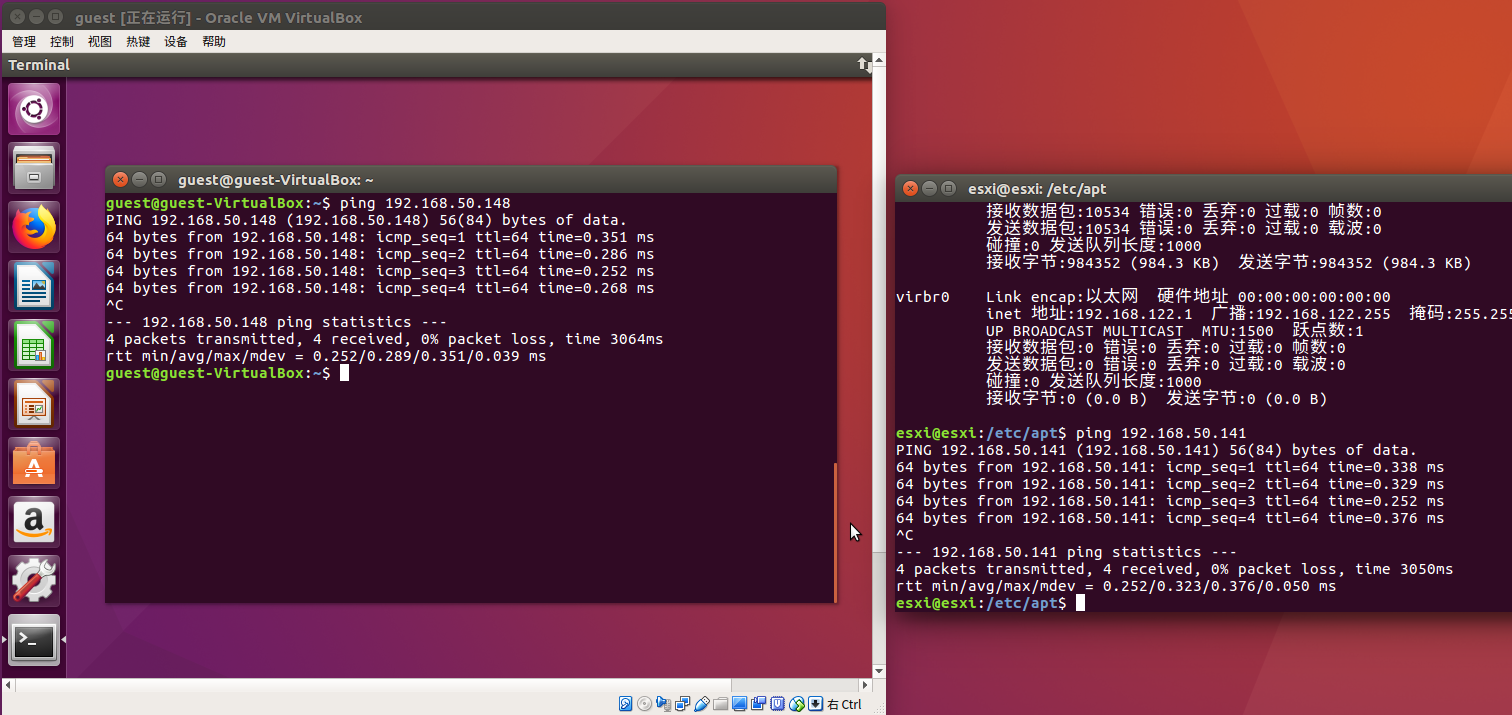 guest [正在运行] - Oracle VM VirtualBox
管理 控制 视图 热键 设备 帮助
Terminal
guest@guest-VirtualBox: ~
guest@guest-VirtualBox:~$ ping 192.168.50.148
PING 192.168.50.148 (192.168.50.148) 56(84) bytes of data.
64 bytes from 192.168.50.148: icmp_seq=1 ttl=64 time=0.351 ms
64 bytes from 192.168.50.148: icmp_seq=2 ttl=64 time=0.286 ms
64 bytes from 192.168.50.148: icmp_seq=3 ttl=64 time=0.252 ms
64 bytes from 192.168.50.148: icmp_seq=4 ttl=64 time=0.268 ms
^C
--- 192.168.50.148 ping statistics ---
4 packets transmitted, 4 received, 0% packet loss, time 3064ms
rtt min/avg/max/mdev = 0.252/0.289/0.351/0.039 ms
guest@guest-VirtualBox:~$
右 Ctrl
esxi@esxi: /etc/apt
接收数据包:10534 错误:0 丢弃:0 过载:0 帧数:0
发送数据包:10534 错误:0 丢弃:0 过载:0 载波:0
碰撞:0 发送队列长度:1000
接收字节:984352 (984.3 KB)  发送字节:984352 (984.3 KB)
virbr0    Link encap:以太网  硬件地址 00:00:00:00:00:00
inet 地址:192.168.122.1  广播:192.168.122.255  掩码:255.255
UP BROADCAST MULTICAST  MTU:1500  跃点数:1
接收数据包:0 错误:0 丢弃:0 过载:0 帧数:0
发送数据包:0 错误:0 丢弃:0 过载:0 载波:0
碰撞:0 发送队列长度:1000
接收字节:0 (0.0 B)  发送字节:0 (0.0 B)
esxi@esxi:/etc/apt$ ping 192.168.50.141
PING 192.168.50.141 (192.168.50.141) 56(84) bytes of data.
64 bytes from 192.168.50.141: icmp_seq=1 ttl=64 time=0.338 ms
64 bytes from 192.168.50.141: icmp_seq=2 ttl=64 time=0.329 ms
64 bytes from 192.168.50.141: icmp_seq=3 ttl=64 time=0.252 ms
64 bytes from 192.168.50.141: icmp_seq=4 ttl=64 time=0.376 ms
^C
--- 192.168.50.141 ping statistics ---
4 packets transmitted, 4 received, 0% packet loss, time 3050ms
rtt min/avg/max/mdev = 0.252/0.323/0.376/0.050 ms
esxi@esxi:/etc/apt$